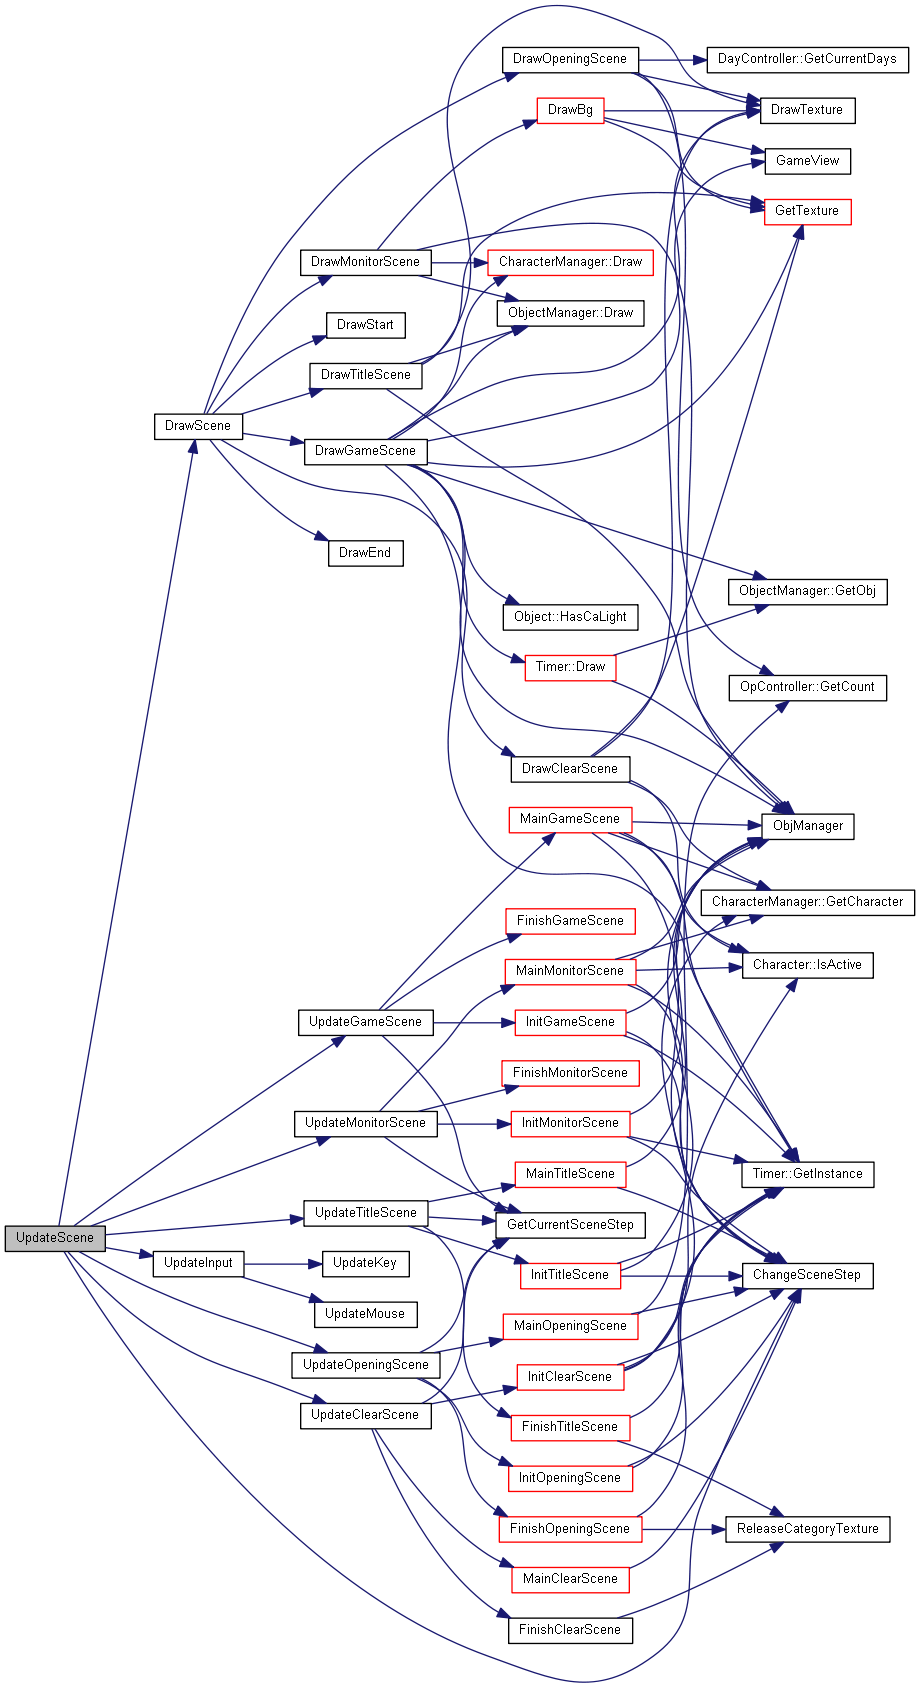 DrawOpeningScene
DayController::GetCurrentDays
DrawBg
DrawTexture
GameView
GetTexture
DrawMonitorScene
CharacterManager::Draw
ObjectManager::Draw
DrawStart
DrawTitleScene
DrawScene
DrawGameScene
DrawEnd
ObjectManager::GetObj
Object::HasCaLight
Timer::Draw
OpController::GetCount
DrawClearScene
MainGameScene
ObjManager
CharacterManager::GetCharacter
FinishGameScene
MainMonitorScene
Character::IsActive
UpdateGameScene
InitGameScene
FinishMonitorScene
UpdateMonitorScene
InitMonitorScene
MainTitleScene
Timer::GetInstance
UpdateTitleScene
GetCurrentSceneStep
UpdateScene
UpdateInput
UpdateKey
InitTitleScene
ChangeSceneStep
UpdateMouse
MainOpeningScene
UpdateOpeningScene
InitClearScene
UpdateClearScene
FinishTitleScene
InitOpeningScene
FinishOpeningScene
ReleaseCategoryTexture
MainClearScene
FinishClearScene